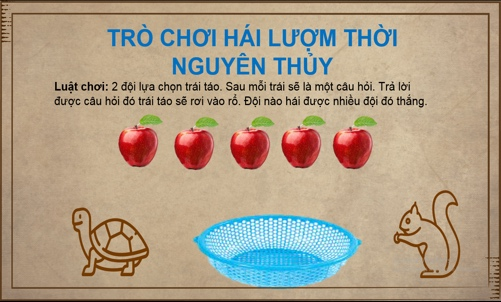 TRÒ CHƠI HÁI LƯỢM THỜI
NGUYÊN THỦY
Luật chơi: 2 đội lựa chọn trái táo. Sau mỗi trái sẽ là một câu hỏi. Trả lời
được câu hỏi đó trái táo sẽ rơi vào rổ. Đội nào hái được nhiều đội đó thắng.